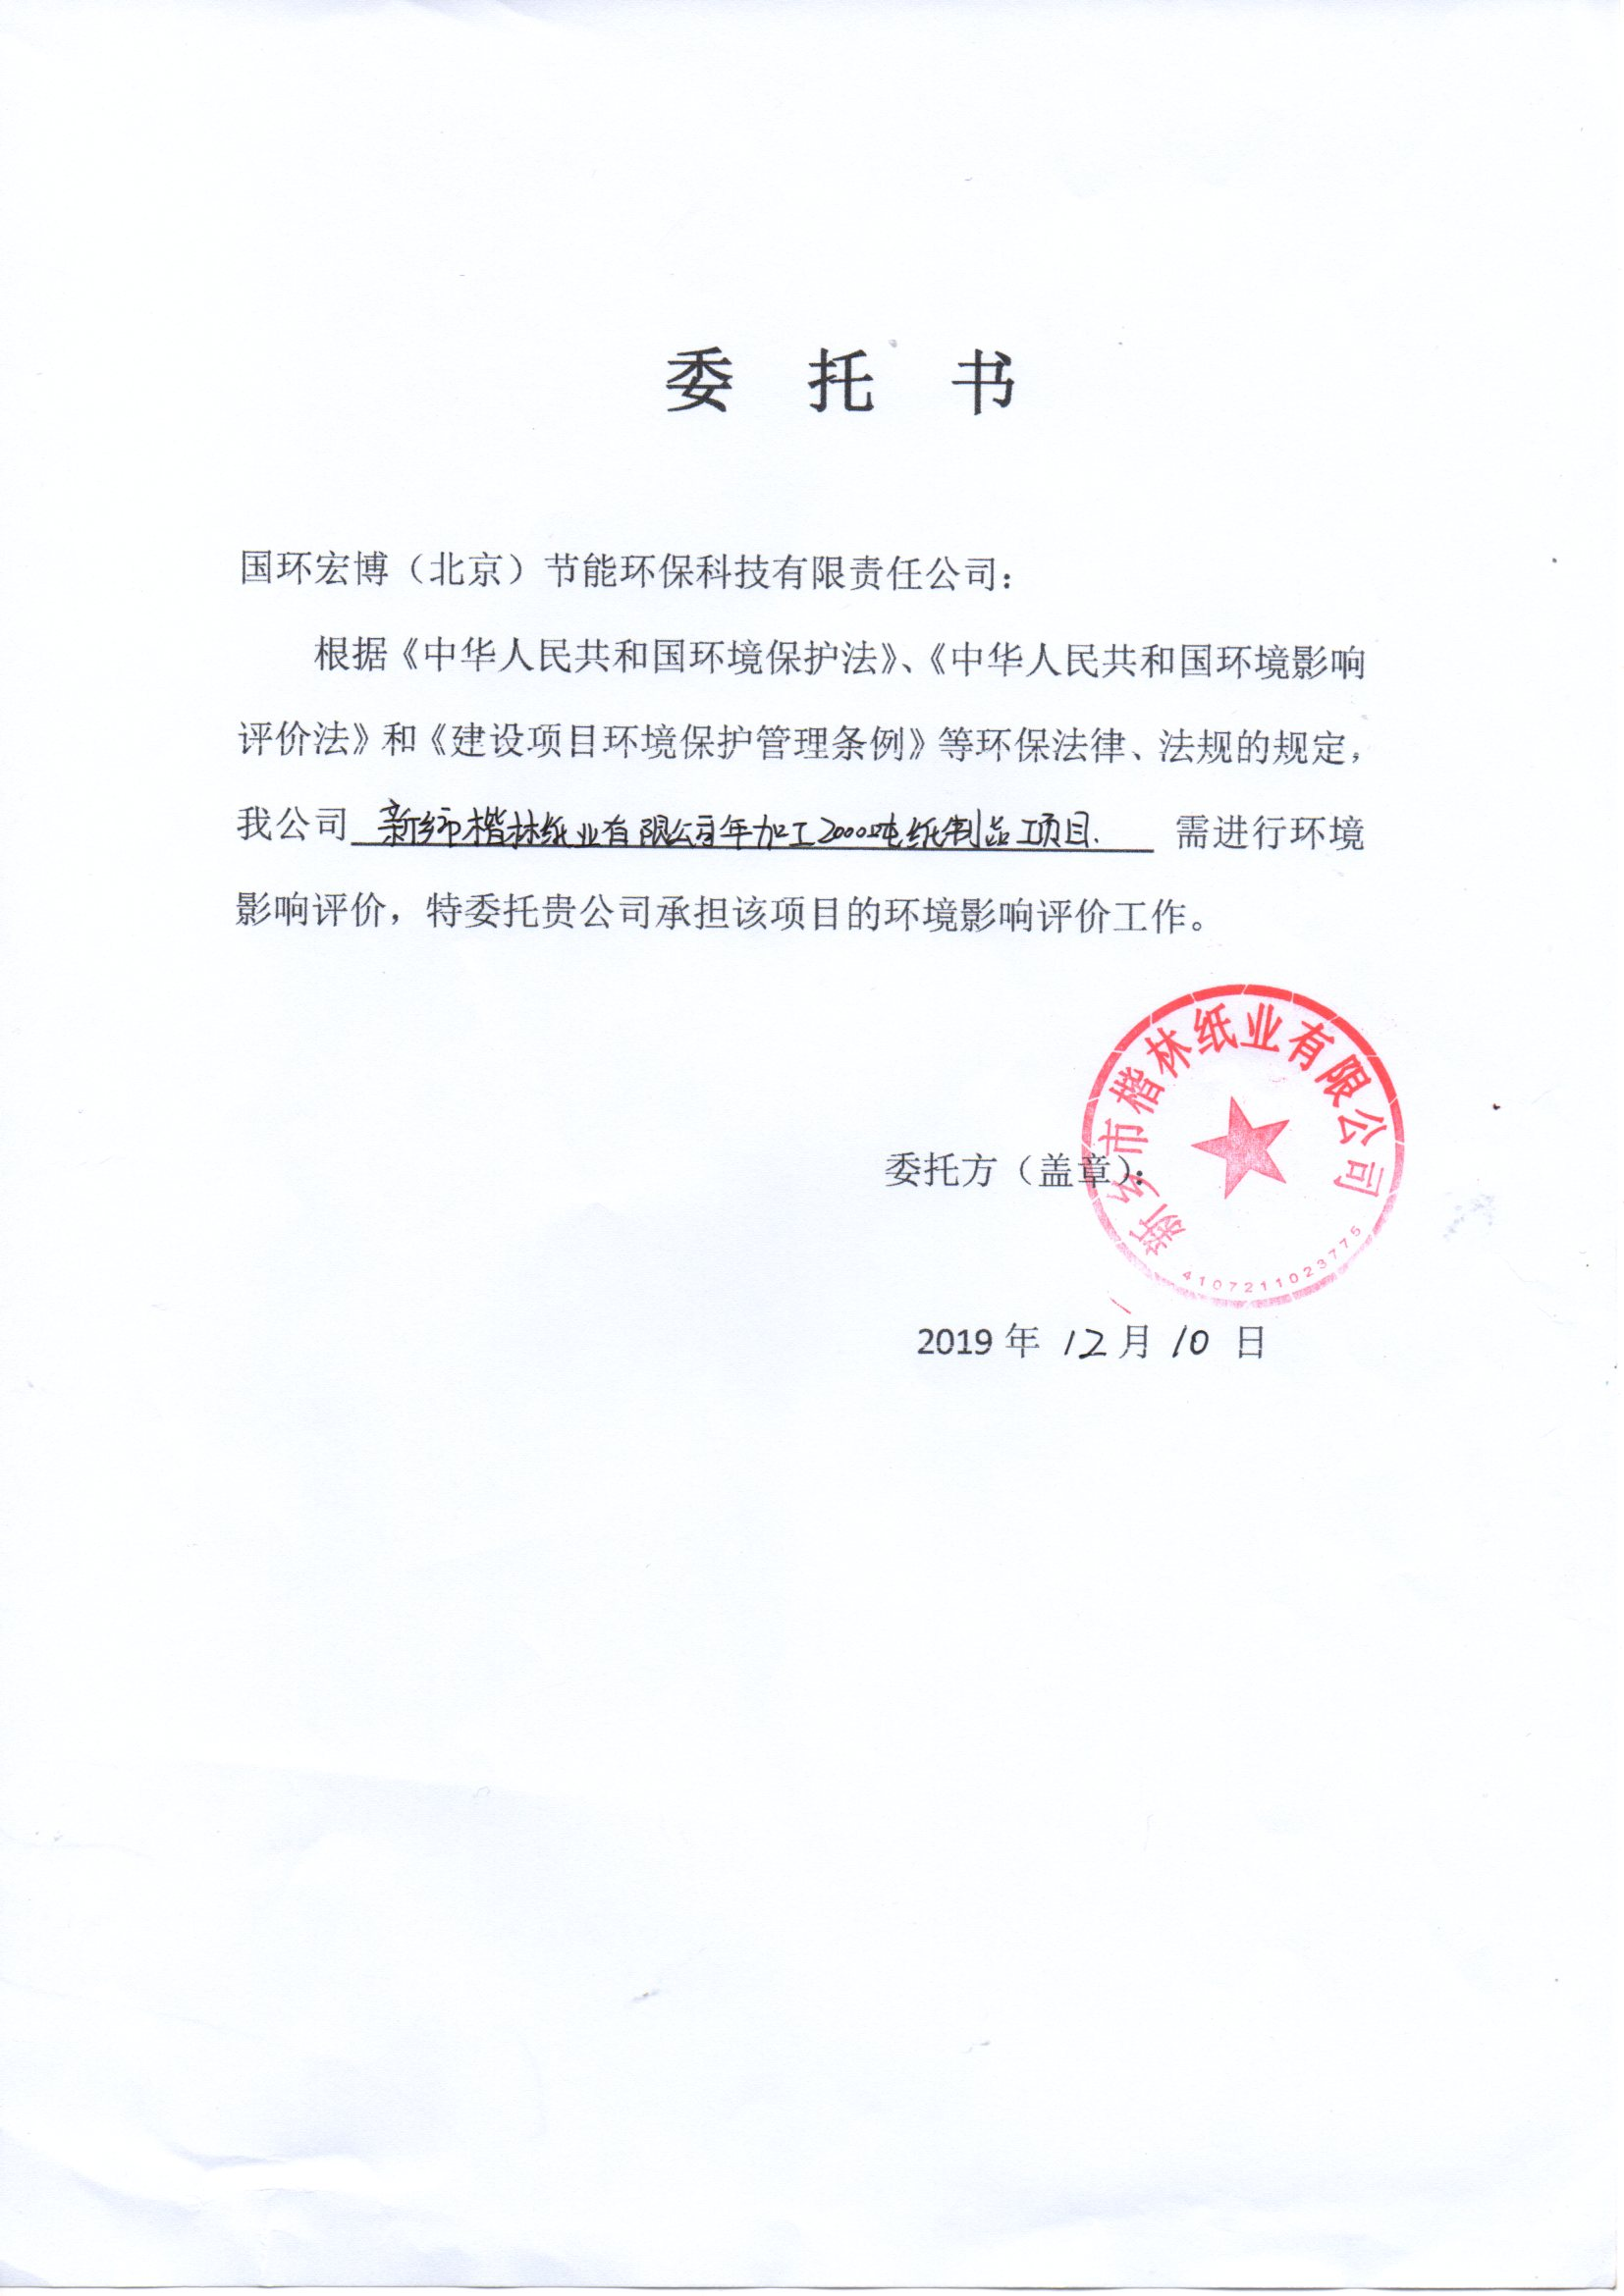 委 托 书
国环宏博（北京）节能环保科技有限责任公司：
根据《中华人民共和国环境保护法》、《中华人民共和国环境影响
评价法》和《建设项目环境保护管理条例》等环保法律、法规的规定，
我公司 新乡市楷林纸业有限公司年加工2000吨纸制品项目. 需进行环境
影响评价，特委托贵公司承担该项目的环境影响评价工作。
新乡市楷林纸业有限公司
委托方（盖章）：
4107211023775
2019 年 12 月 10 日